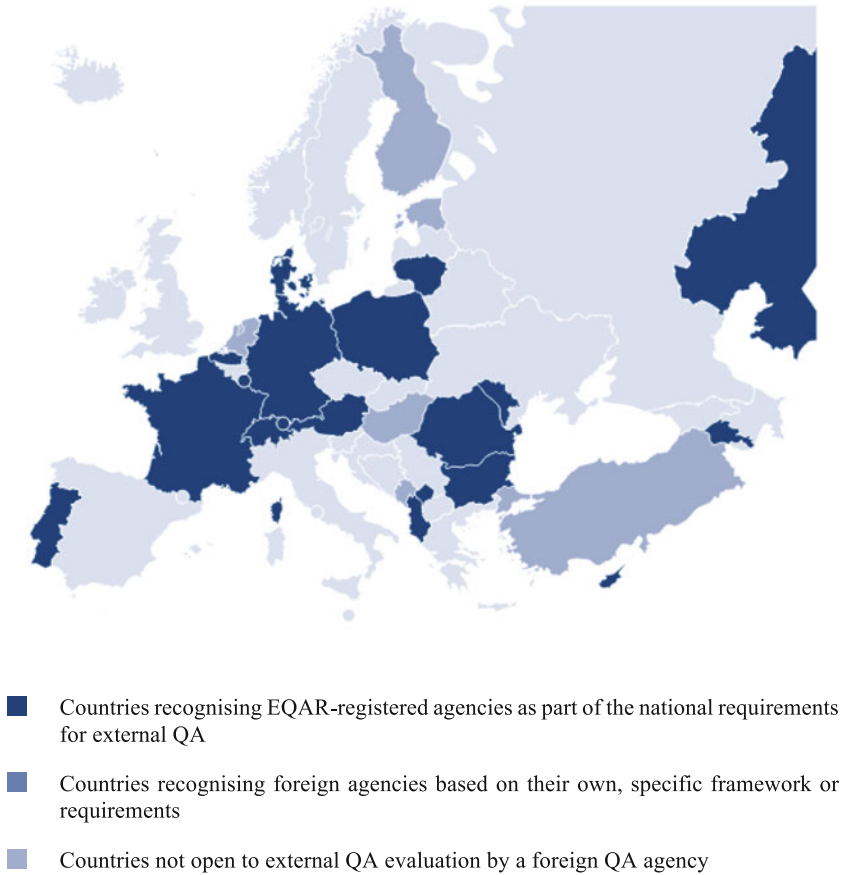 Countries recognising EQAR-registered agencies as part of the national requirements
for external QA
Countries recognising foreign agencies based on their own, specific framework or
requirements
Countries not open to external QA evaluation by a foreign QA agency